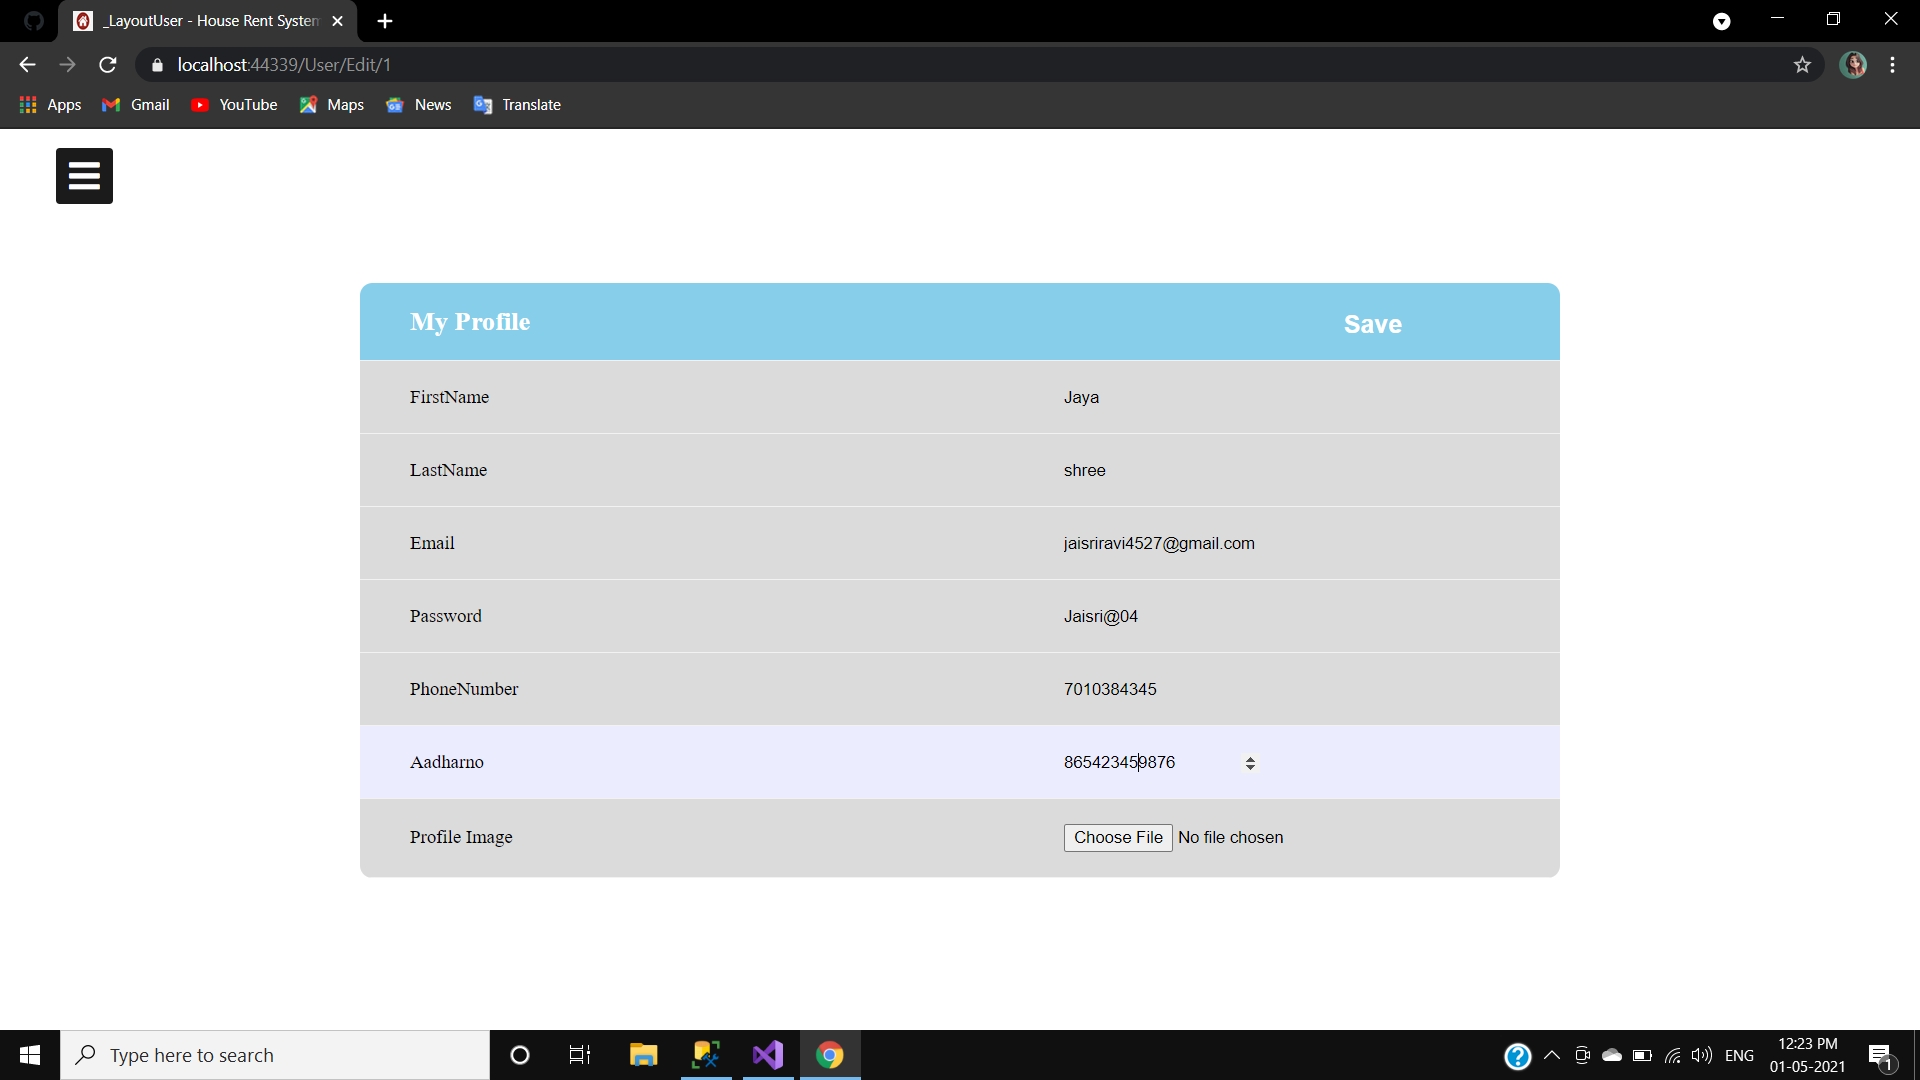 _LayoutUser - House Rent System
localhost:44339/User/Edit/1
Apps Gmail YouTube Maps News Translate
My Profile Save
FirstName Jaya
LastName shree
Email jaisriravi4527@gmail.com
Password Jaisri@04
PhoneNumber 7010384345
Aadharno 865423459876
Profile Image Choose File No file chosen
Type here to search
ENG
12:23 PM
01-05-2021
1